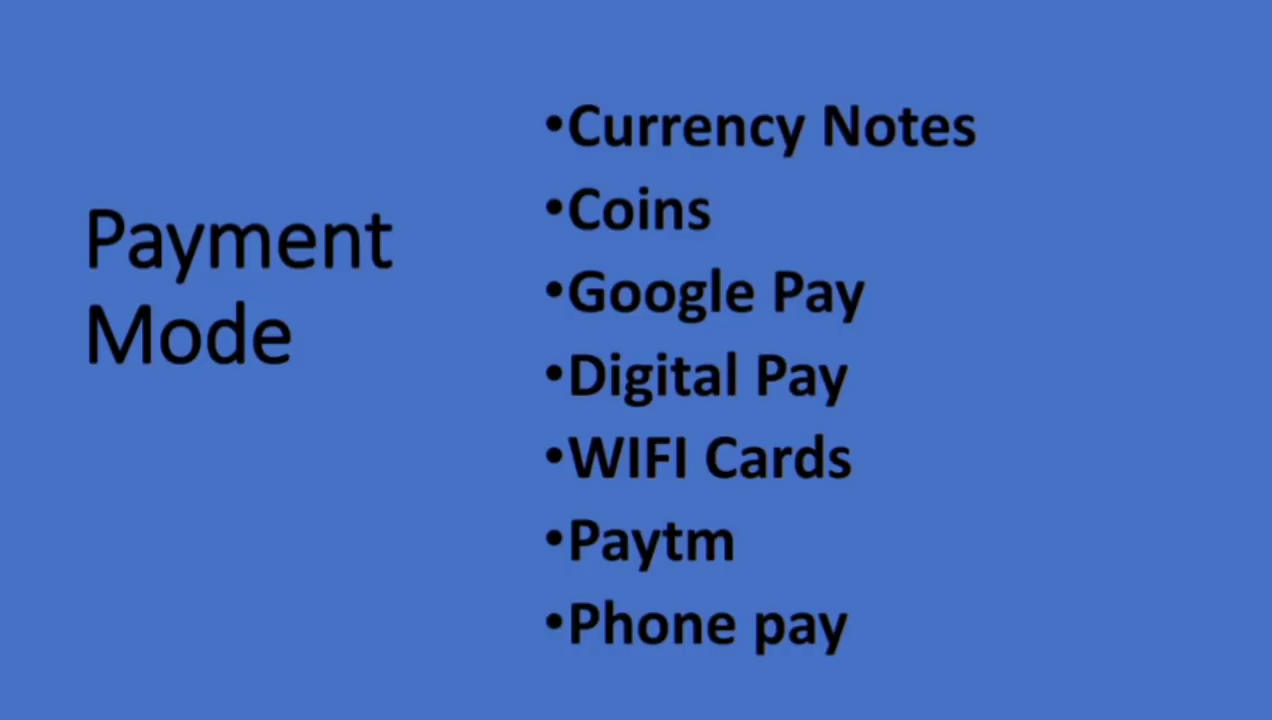 Payment
Mode
•Currency Notes
•Coins
•Google Pay
•Digital Pay
•WIFI Cards
•Paytm
•Phone pay